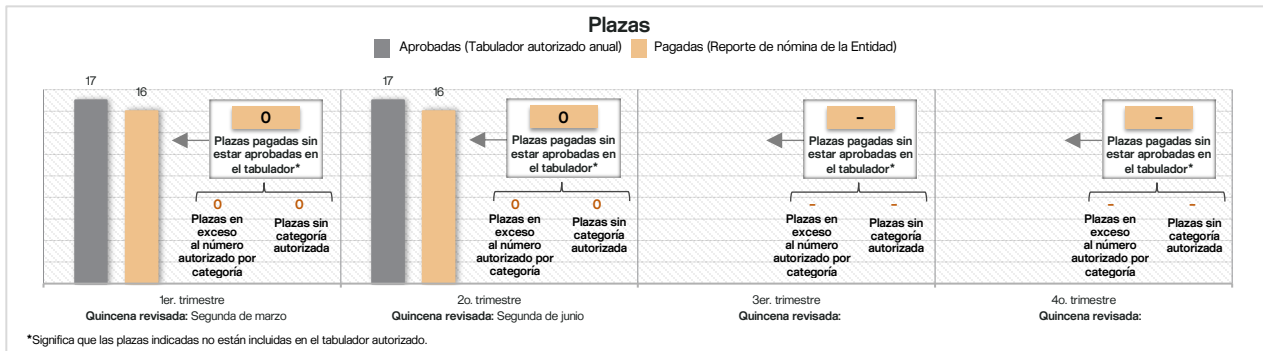 Plazas
Aprobadas (Tabulador autorizado anual)
Pagadas (Reporte de nómina de la Entidad)
17
16
0
Plazas pagadas sin
estar aprobadas en
el tabulador*
0
0
Plazas en
exceso
al número
autorizado por
categoría
Plazas sin
categoría
autorizada
1er. trimestre
Quincena revisada: Segunda de marzo
17
16
0
Plazas pagadas sin
estar aprobadas en
el tabulador*
0
0
Plazas en
exceso
al número
autorizado por
categoría
Plazas sin
categoría
autorizada
2o. trimestre
Quincena revisada: Segunda de junio
-
Plazas pagadas sin
estar aprobadas en
el tabulador*
-
-
Plazas en
exceso
al número
autorizado por
categoría
Plazas sin
categoría
autorizada
3er. trimestre
Quincena revisada:
-
Plazas pagadas sin
estar aprobadas en
el tabulador*
-
-
Plazas en
exceso
al número
autorizado por
categoría
Plazas sin
categoría
autorizada
4o. trimestre
Quincena revisada:
*Significa que las plazas indicadas no están incluidas en el tabulador autorizado.